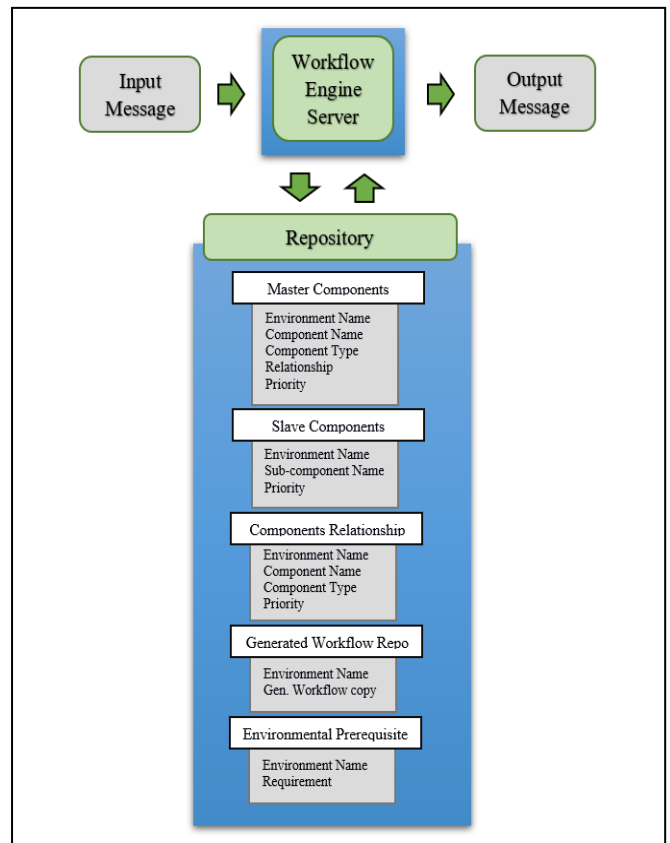 Input
Message
Workflow
Engine
Server
Output
Message
Repository
Master Components
Environment Name
Component Name
Component Type
Relationship
Priority
Slave Components
Environment Name
Sub-component Name
Priority
Components Relationship
Environment Name
Component Name
Component Type
Priority
Generated Workflow Repo
Environment Name
Gen. Workflow copy
Environmental Prerequisite
Environment Name
Requirement